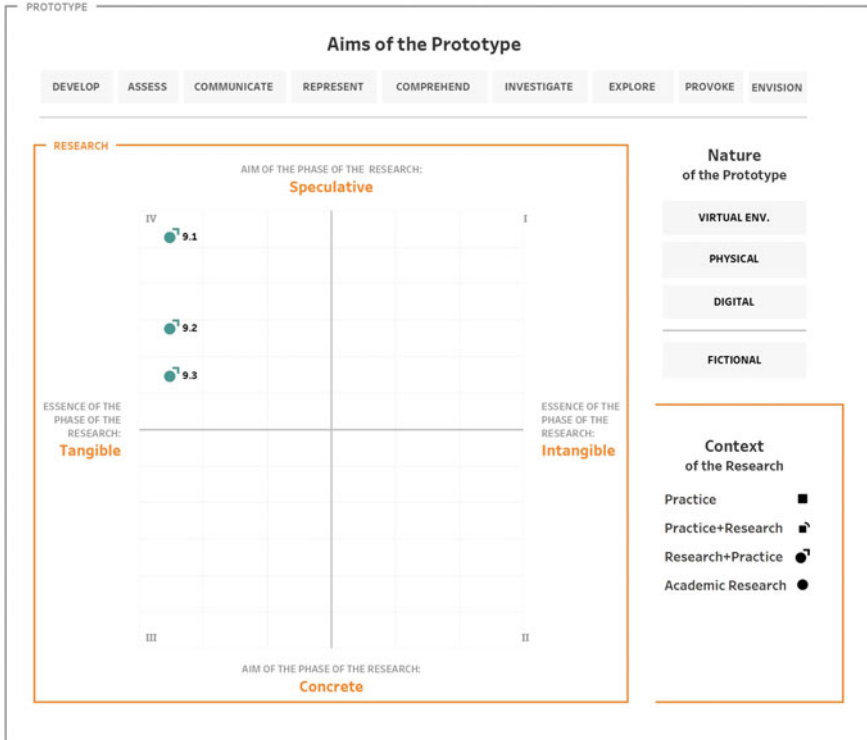 PROTOTYPE
Aims of the Prototype
DEVELOP
ASSESS
COMMUNICATE
REPRESENT
COMPREHEND
INVESTIGATE
EXPLORE
PROVOKE
ENVISION
RESEARCH
AIM OF THE PHASE OF THE RESEARCH:
Speculative
IV
I
9.1
9.2
9.3
ESSENCE OF THE
PHASE OF THE
RESEARCH:
Tangible
ESSENCE OF THE
PHASE OF THE
RESEARCH:
Intangible
III
II
AIM OF THE PHASE OF THE RESEARCH:
Concrete
Nature
of the Prototype
VIRTUAL ENV.
PHYSICAL
DIGITAL
FICTIONAL
Context
of the Research
Practice
Practice+Research
Research+Practice
Academic Research